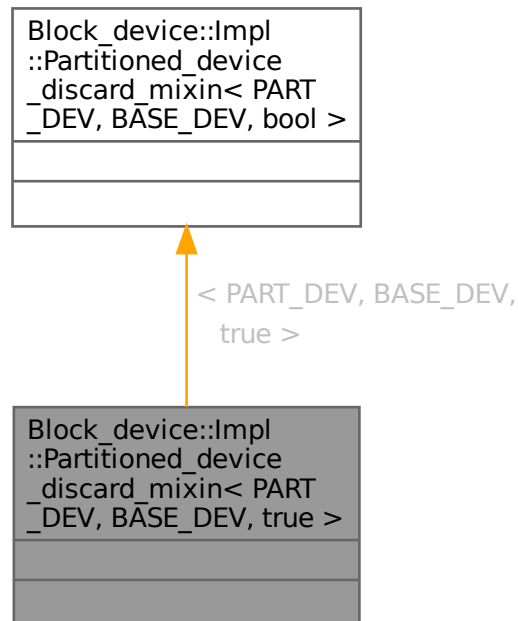 Block_device::Impl
::Partitioned_device
_discard_mixin< PART
_DEV, BASE_DEV, bool >
< PART_DEV, BASE_DEV,
true >
Block_device::Impl
::Partitioned_device
_discard_mixin< PART
_DEV, BASE_DEV, true >